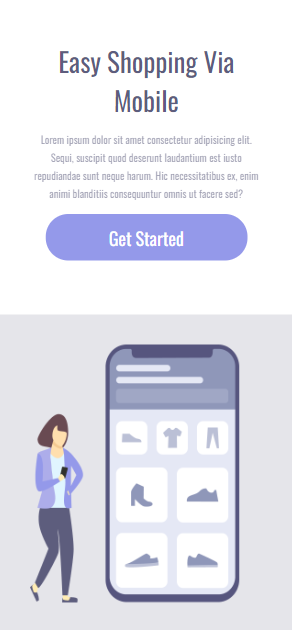 Easy Shopping Via
Mobile
Lorem ipsum dolor sit amet consectetur adipisicing elit.
Sequi, suscipit quod deserunt laudantium est iusto
repudiandae sunt neque harum. Hic necessitatibus ex, enim
animi blanditiis consequuntur omnis ut facere sed?
Get Started